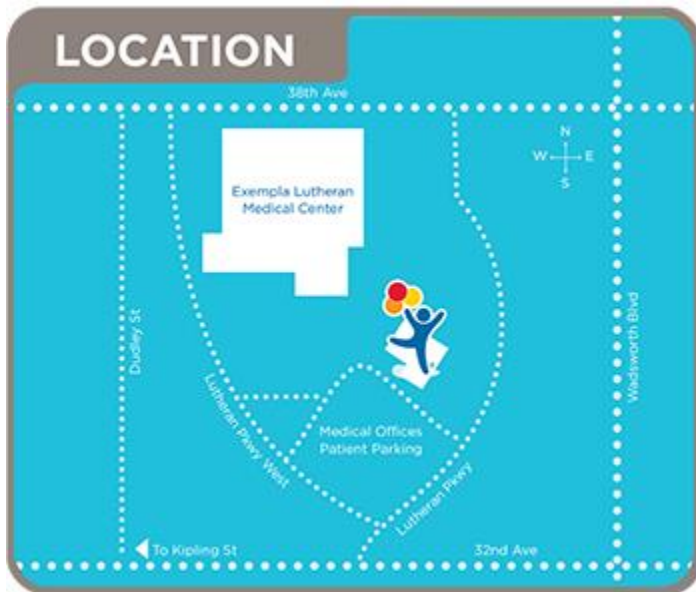 LOCATION
38th Ave
N
W E
S
Exempla Lutheran
Medical Center
Dudley St
Wadsworth Blvd
Lutheran Pkwy West
Medical Offices
Patient Parking
Lutheran Pkwy
To Kipling St
32nd Ave